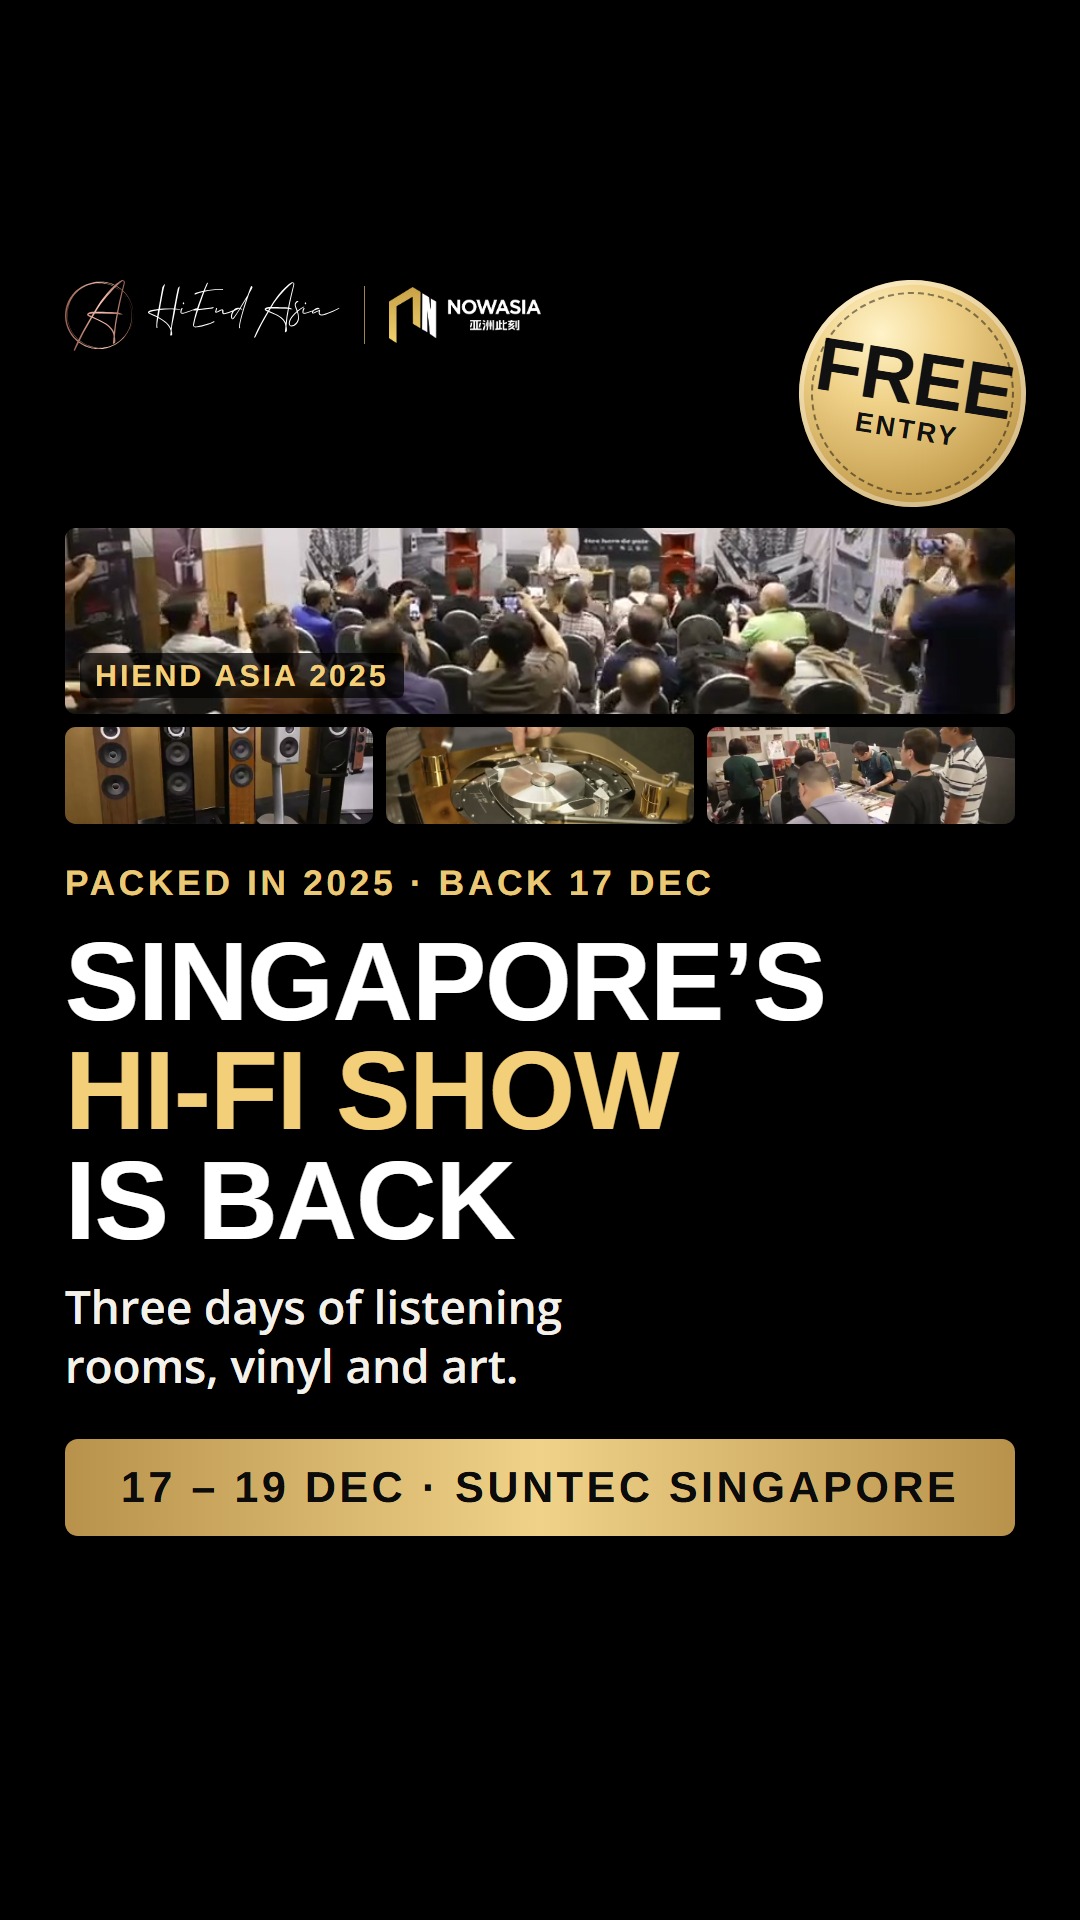 HiEnd Asia
NOWASIA
亚洲此刻
FREE
ENTRY
HIEND ASIA 2025
PACKED IN 2025 · BACK 17 DEC
SINGAPORE’S
HI-FI SHOW
IS BACK
Three days of listening
rooms, vinyl and art.
17 – 19 DEC · SUNTEC SINGAPORE